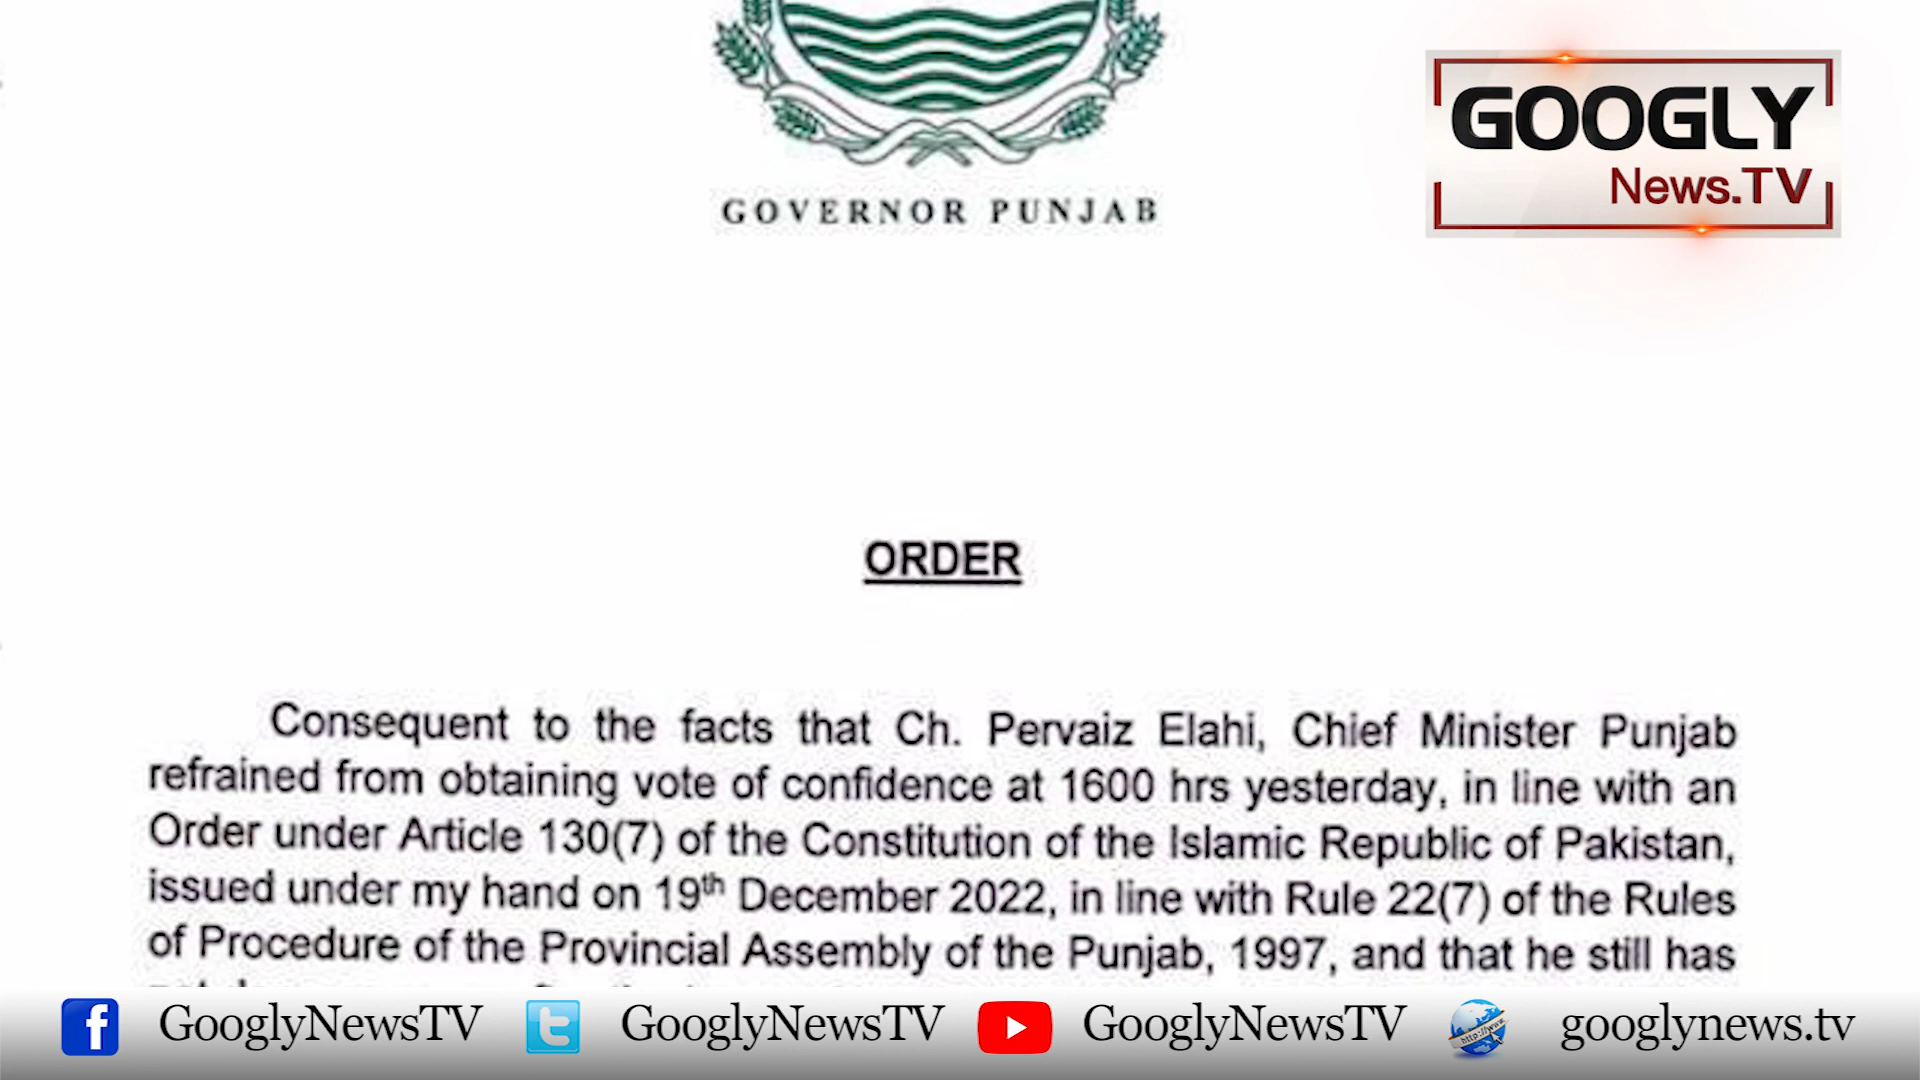 GOVERNOR PUNJAB
GOOGLY
News.TV
ORDER
Consequent to the facts that Ch. Pervaiz Elahi, Chief Minister Punjab
refrained from obtaining vote of confidence at 1600 hrs yesterday, in line with an
Order under Article 130(7) of the Constitution of the Islamic Republic of Pakistan,
issued under my hand on 19th December 2022, in line with Rule 22(7) of the Rules
of Procedure of the Provincial Assembly of the Punjab, 1997, and that he still has
GooglyNewsTV GooglyNewsTV GooglyNewsTV googlynews.tv